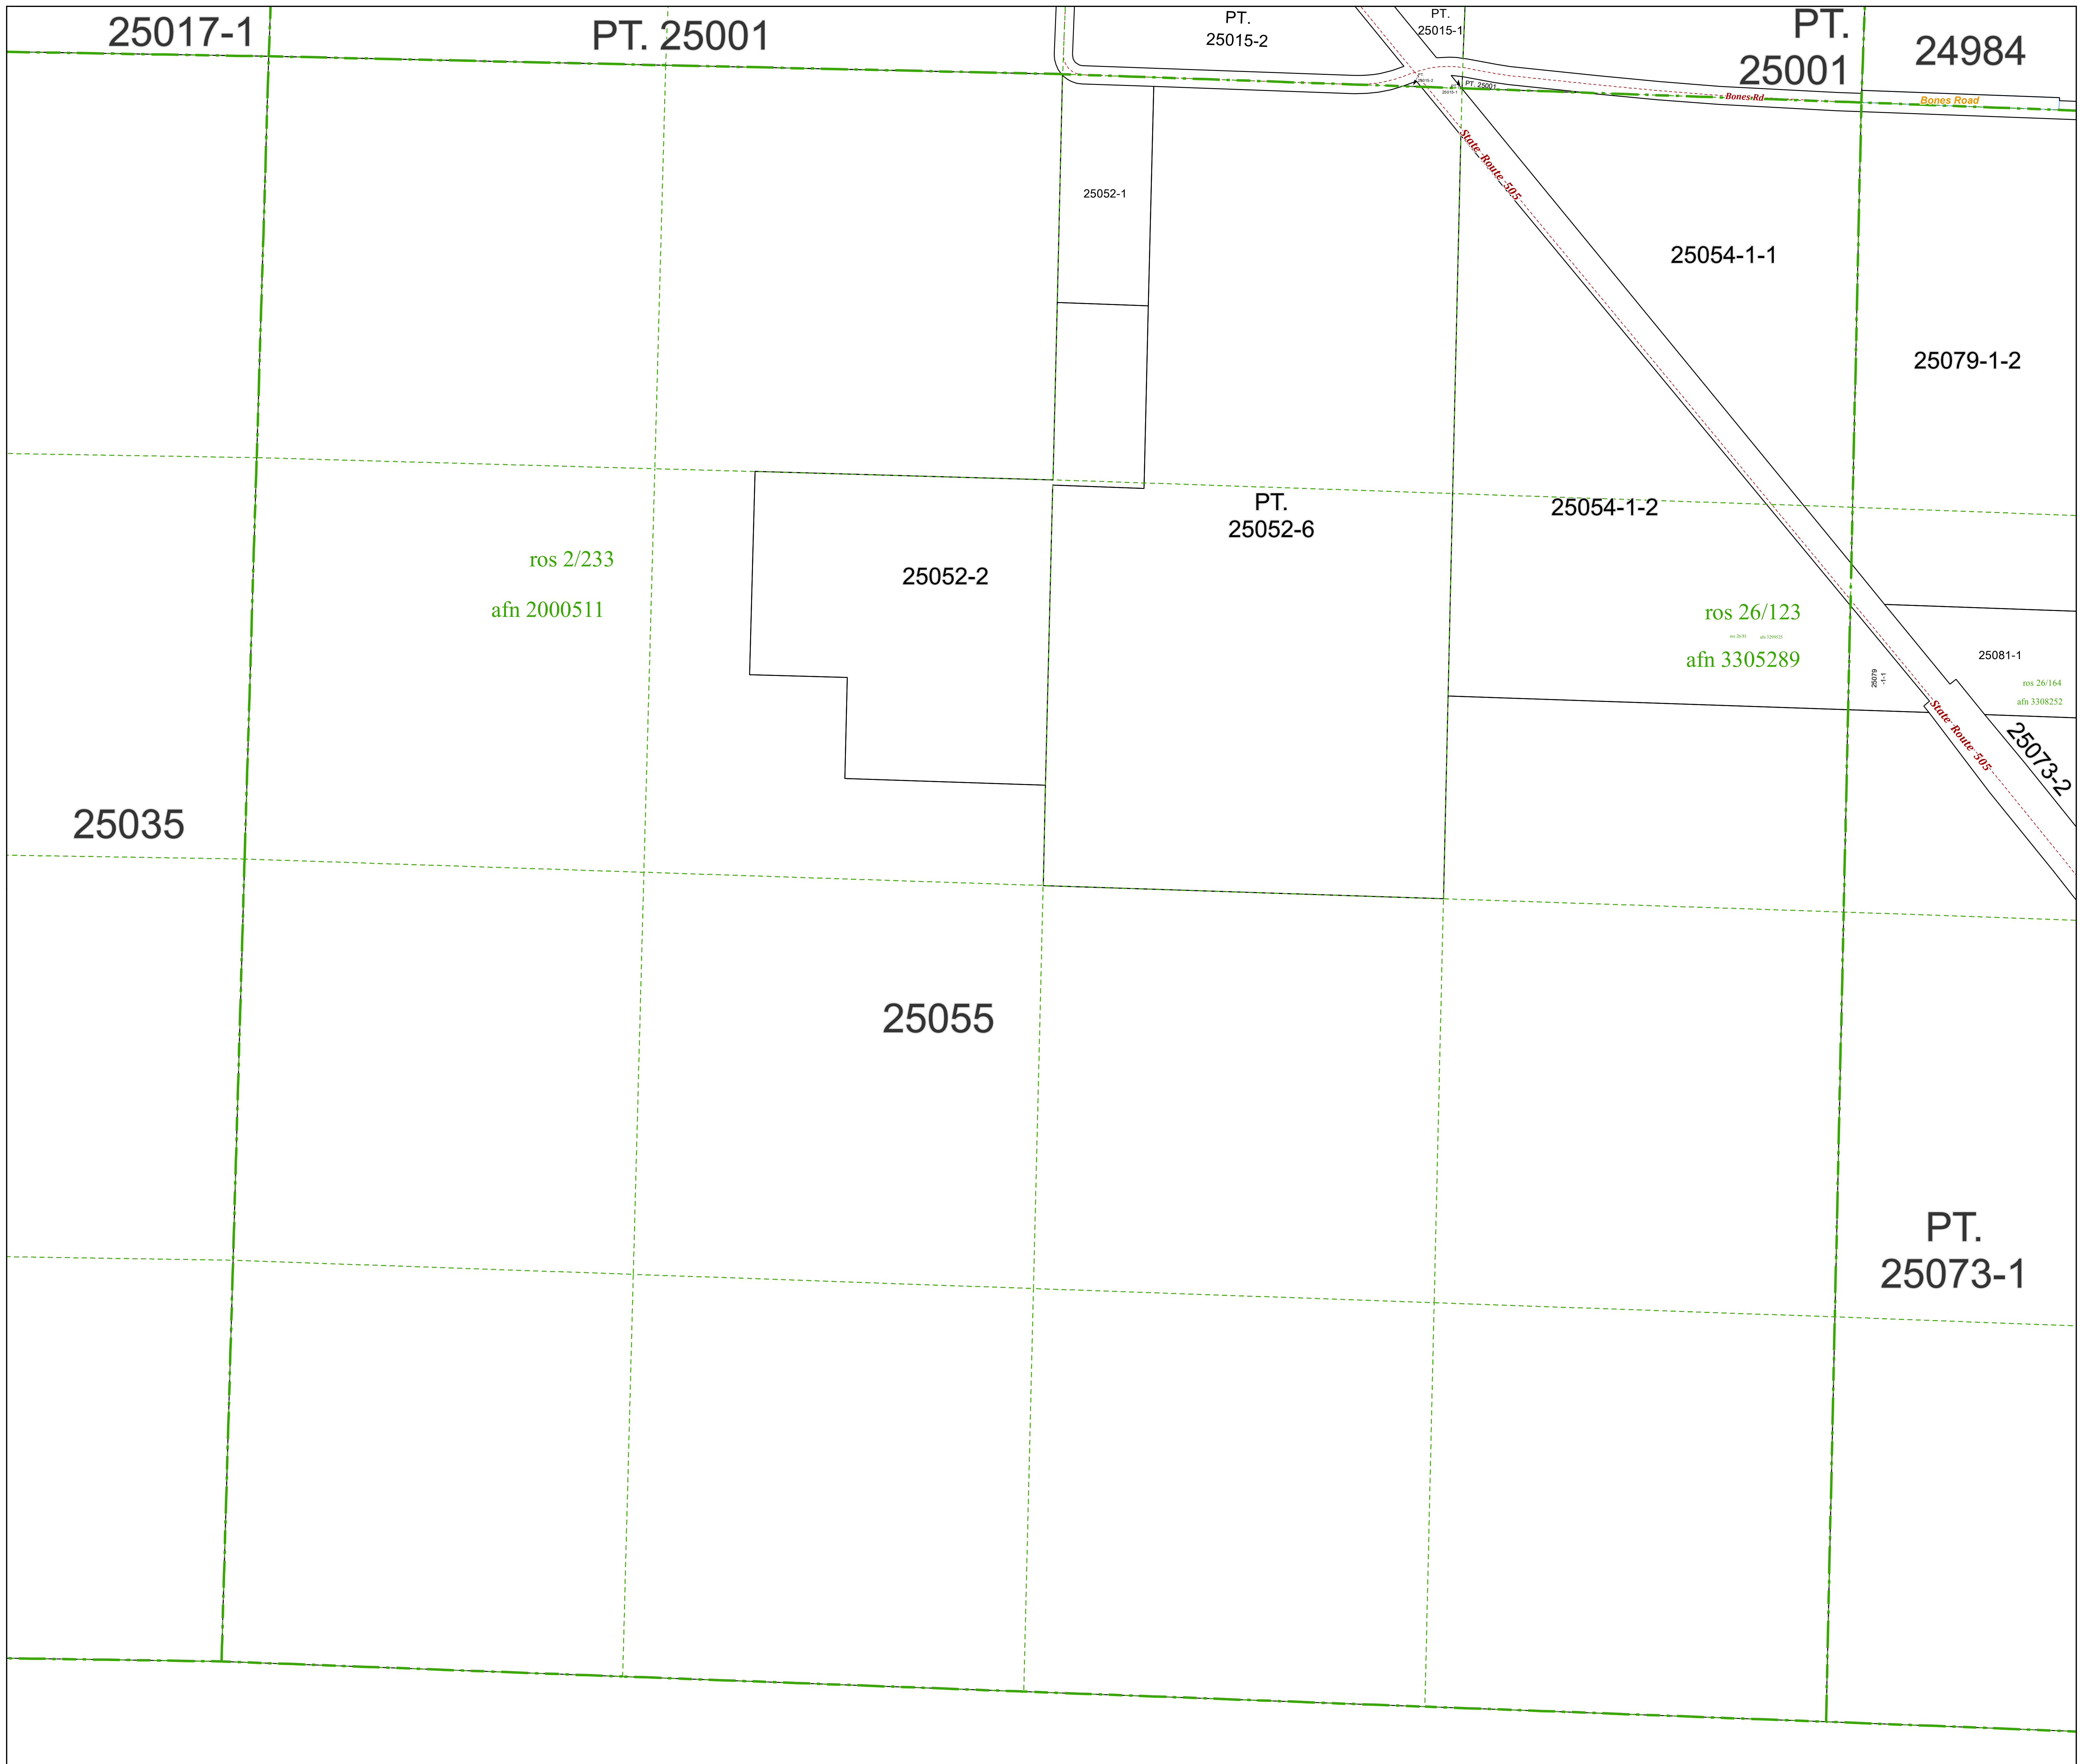 25017-1
PT. 25001
PT.
25015-2
PT.
25015-1
PT.
25001
24984
PT. 25001
Bones Rd
Bones Road
State Route 505
25052-1
25054-1-1
25079-1-2
PT.
25052-6
25054-1-2
ros 2/233
afn 2000511
25052-2
ros 26/123
afn 3305289
25079
-1-1
25081-1
ros 26/164
afn 3308252
State Route 505
25073-2
25035
25055
PT.
25073-1